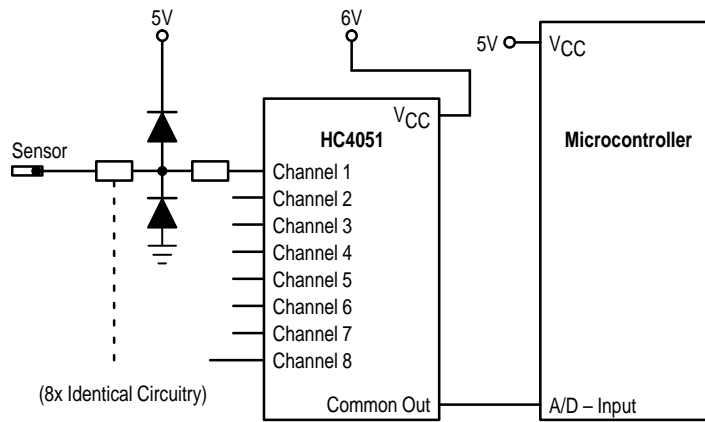 5V
6V
5V
VCC
VCC
HC4051
Microcontroller
Sensor
Channel 1
Channel 2
Channel 3
Channel 4
Channel 5
Channel 6
Channel 7
Channel 8
(8x Identical Circuitry)
Common Out
A/D – Input